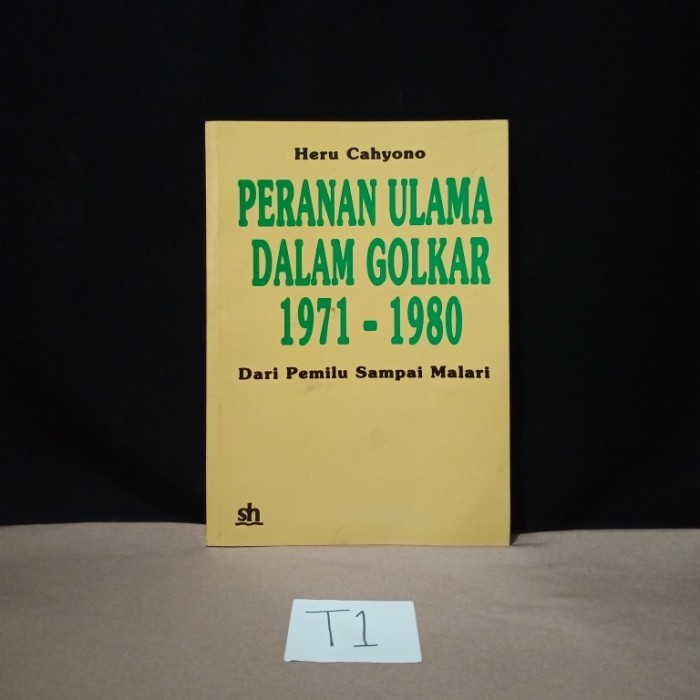 Heru Cahyono
PERANAN ULAMA
DALAM GOLKAR
1971 - 1980
Dari Pemilu Sampai Malari
sh
T1